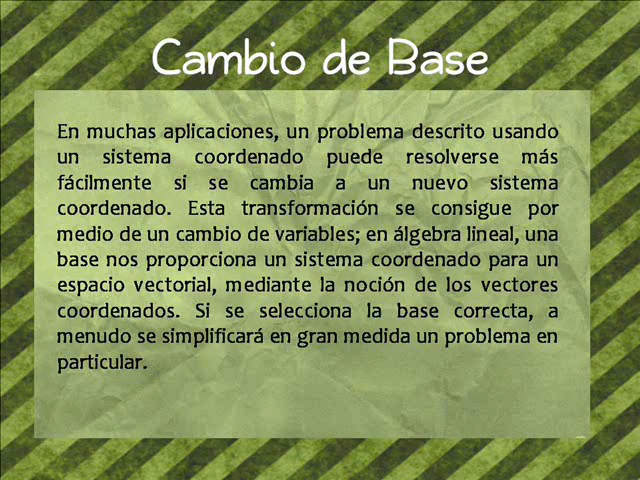 Cambio de Base
En muchas aplicaciones, un problema descrito usando
un sistema coordenado puede resolverse más
fácilmente si se cambia a un nuevo sistema
coordenado. Esta transformación se consigue por
medio de un cambio de variables; en álgebra lineal, una
base nos proporciona un sistema coordenado para un
espacio vectorial, mediante la noción de los vectores
coordenados. Si se selecciona la base correcta, a
menudo se simplificará en gran medida un problema en
particular.